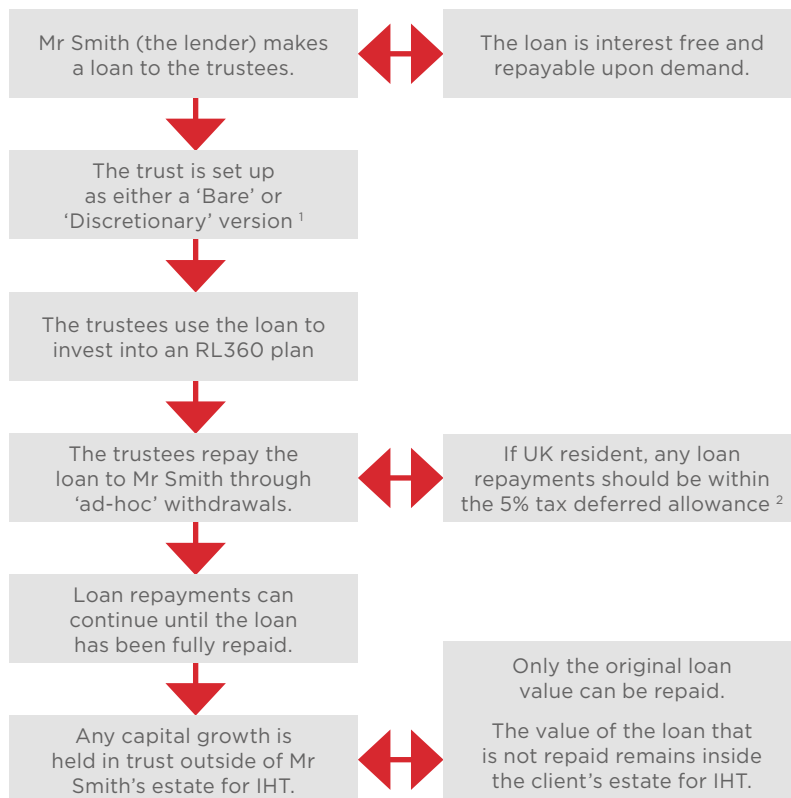 Mr Smith (the lender) makes
a loan to the trustees.
The loan is interest free and
repayable upon demand.
The trust is set up
as either a ‘Bare’ or
‘Discretionary’ version ¹
The trustees use the loan to
invest into an RL360 plan
The trustees repay the
loan to Mr Smith through
‘ad-hoc’ withdrawals.
If UK resident, any loan
repayments should be within
the 5% tax deferred allowance ²
Loan repayments can
continue until the loan
has been fully repaid.
Any capital growth is
held in trust outside of Mr
Smith’s estate for IHT.
Only the original loan
value can be repaid.
The value of the loan that
is not repaid remains inside
the client’s estate for IHT.